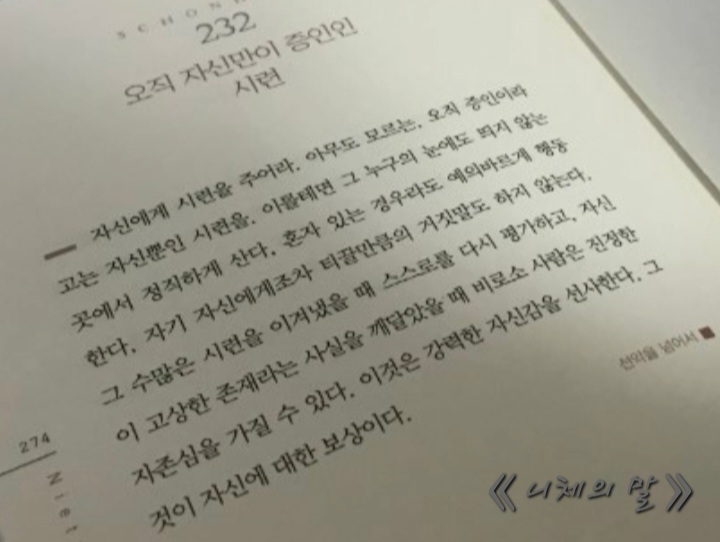 SCHON
232
오직 자신만이 증인인
시련
자신에게 시련을 주어라. 아무도 모르는, 오직 증인이라
고는 자신뿐인 시련을. 이를테면 그 누구의 눈에도 띄지 않는
곳에서 정직하게 산다. 혼자 있는 경우라도 예의바르게 행동
한다. 자기 자신에게조차 티끌만큼의 거짓말도 하지 않는다.
그 수많은 시련을 이겨냈을 때 스스로를 다시 평가하고, 자신
이 고상한 존재라는 사실을 깨달았을 때 비로소 사람은 진정한
자존심을 가질 수 있다. 이것은 강력한 자신감을 선사한다. 그
것이 자신에 대한 보상이다.
선악을 넘어서
274
Niet
《니체의 말》